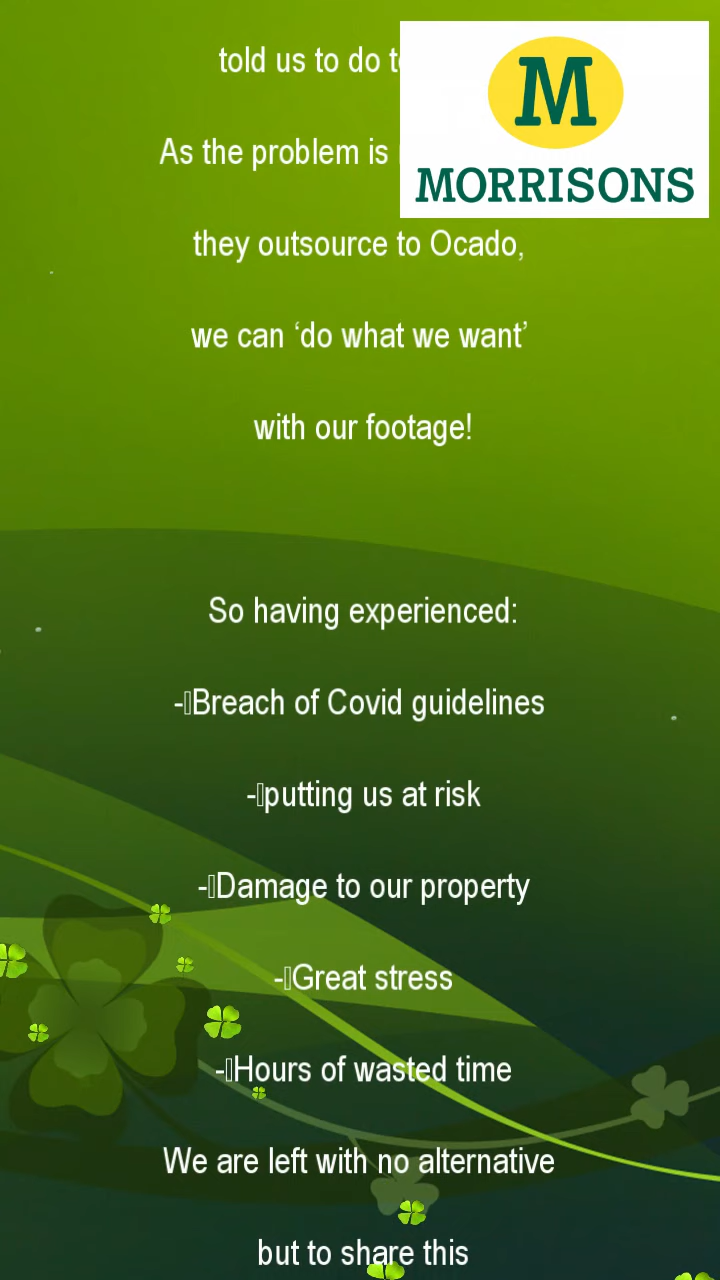 told us to do
M
As the problem is
MORRISONS
they outsource to Ocado,
we can ‘do what we want’
with our footage!
So having experienced:
-Breach of Covid guidelines
-putting us at risk
-Damage to our property
-Great stress
-Hours of wasted time
We are left with no alternative
but to share this